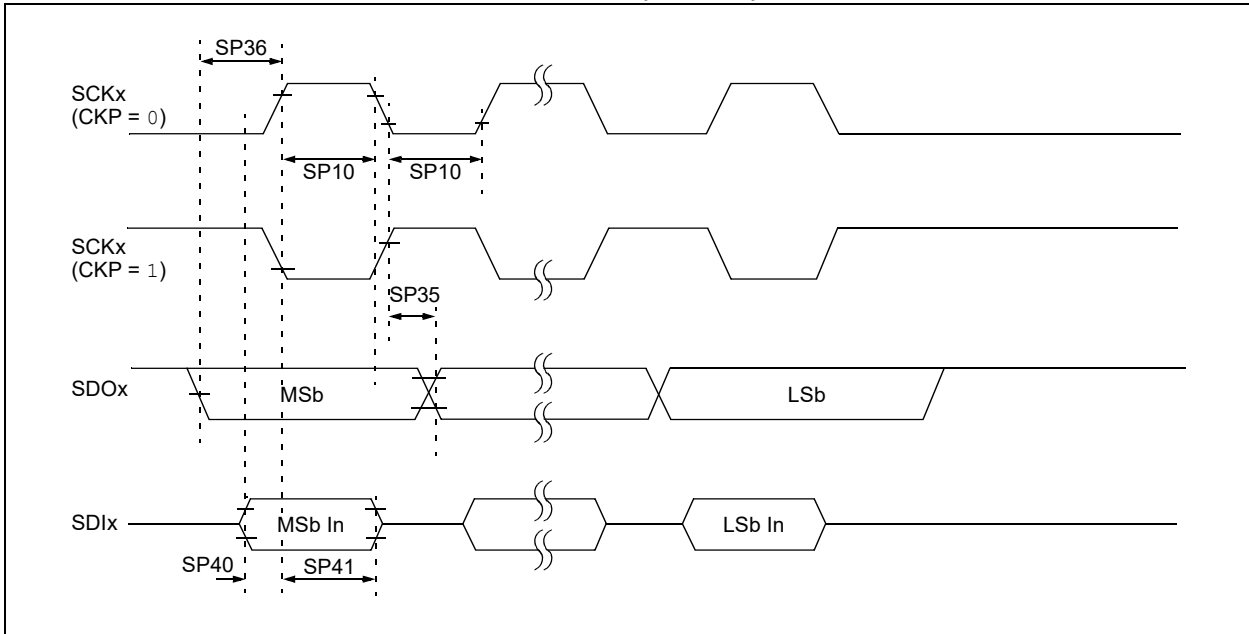 SP36
SCKx
(CKP = 0)
SP10 SP10
SCKx
(CKP = 1)
SP35
SDOx MSb LSb
SDIx MSb In LSb In
SP40 SP41